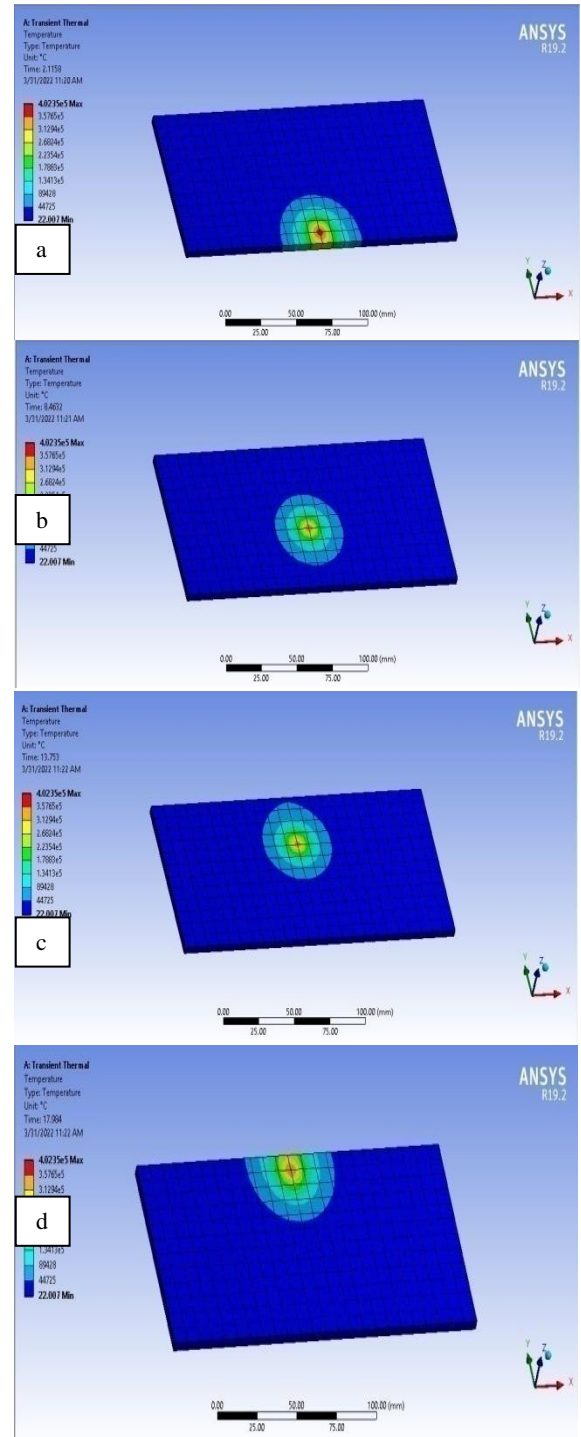 A: Transient Thermal
Temperature
Type: Temperature
Unit: °C
Time: 2.1158
3/31/2022 11:20 AM
ANSYS
R19.2
4.0235e5 Max
3.5765e5
3.1294e5
2.6824e5
2.2354e5
1.7883e5
1.3413e5
89428
44725
22.007 Min
a
0.00 50.00 100.00 (mm)
25.00 75.00
Y Z X
A: Transient Thermal
Temperature
Type: Temperature
Unit: °C
Time: 8.4632
3/31/2022 11:21 AM
ANSYS
R19.2
4.0235e5 Max
3.5765e5
3.1294e5
2.6824e5
b
44725
22.007 Min
0.00 50.00 100.00 (mm)
25.00 75.00
Y Z X
A: Transient Thermal
Temperature
Type: Temperature
Unit: °C
Time: 13.753
3/31/2022 11:22 AM
ANSYS
R19.2
4.0235e5 Max
3.5765e5
3.1294e5
2.6824e5
2.2354e5
1.7883e5
1.3413e5
89428
44725
22.007 Min
c
0.00 50.00 100.00 (mm)
25.00 75.00
Y Z X
A: Transient Thermal
Temperature
Type: Temperature
Unit: °C
Time: 17.984
3/31/2022 11:22 AM
ANSYS
R19.2
4.0235e5 Max
3.5765e5
3.1294e5
d
1.3413e5
89428
44725
22.007 Min
0.00 50.00 100.00 (mm)
25.00 75.00
Y Z X